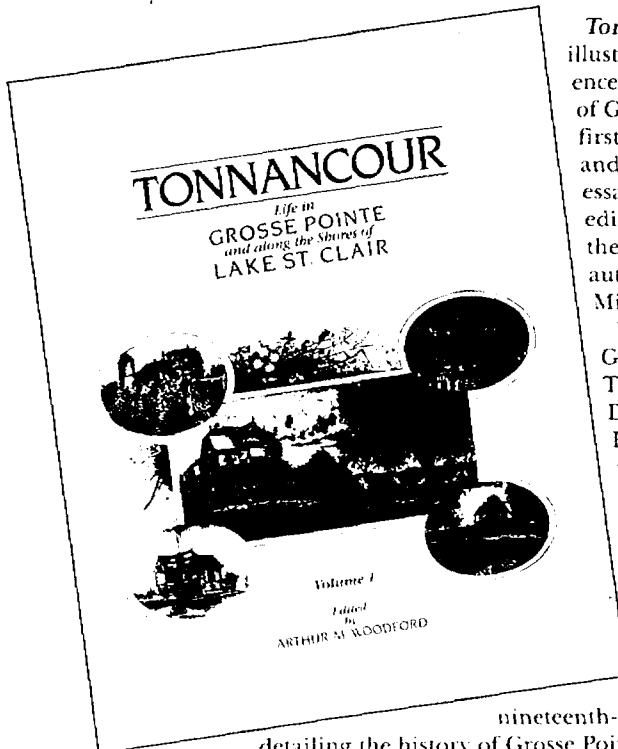 TONNANCOUR
Life in
GROSSE POINTE
and along the Shores of
LAKE ST. CLAIR
Volume I
Edited
by
ARTHUR M. WOODFORD
Ton
illust
ence
of G
first
and
essa
edi
the
aut
Mi
G
T
D
nineteenth-
detailing the history of Grosse Poi